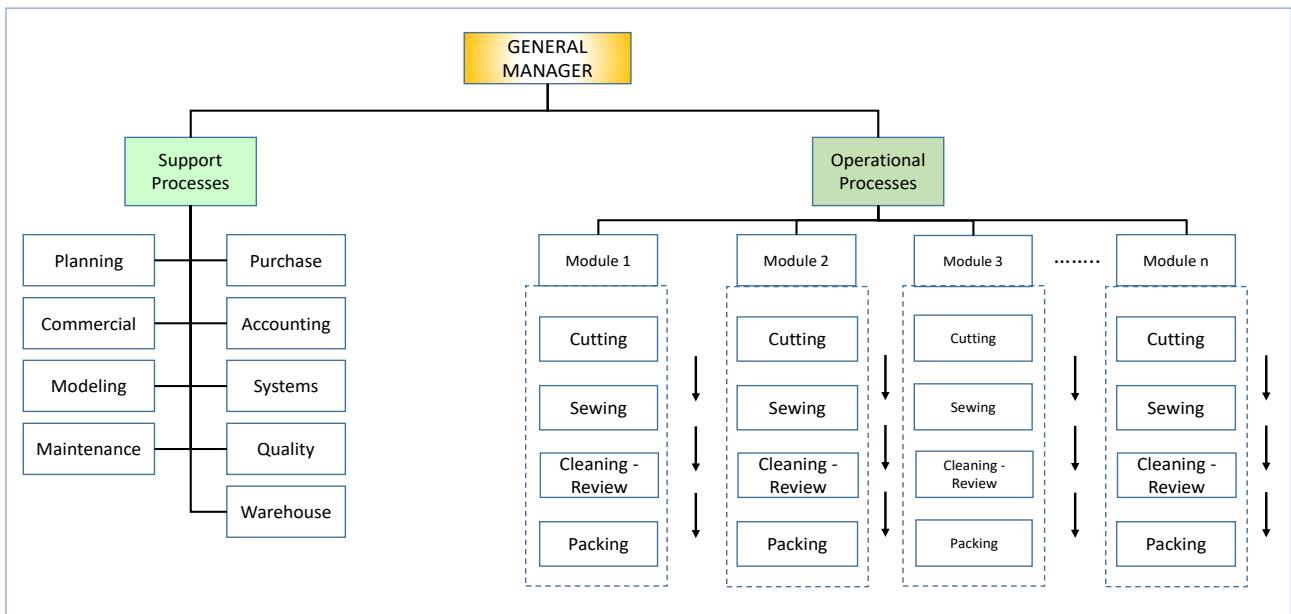 GENERAL
MANAGER
Support
Processes
Operational
Processes
Planning
Purchase
Commercial
Accounting
Modeling
Systems
Maintenance
Quality
Warehouse
Module 1
Module 2
Module 3
........
Module n
Cutting
Sewing
Cleaning -
Review
Packing
Cutting
Sewing
Cleaning -
Review
Packing
Cutting
Sewing
Cleaning -
Review
Packing
Cutting
Sewing
Cleaning -
Review
Packing